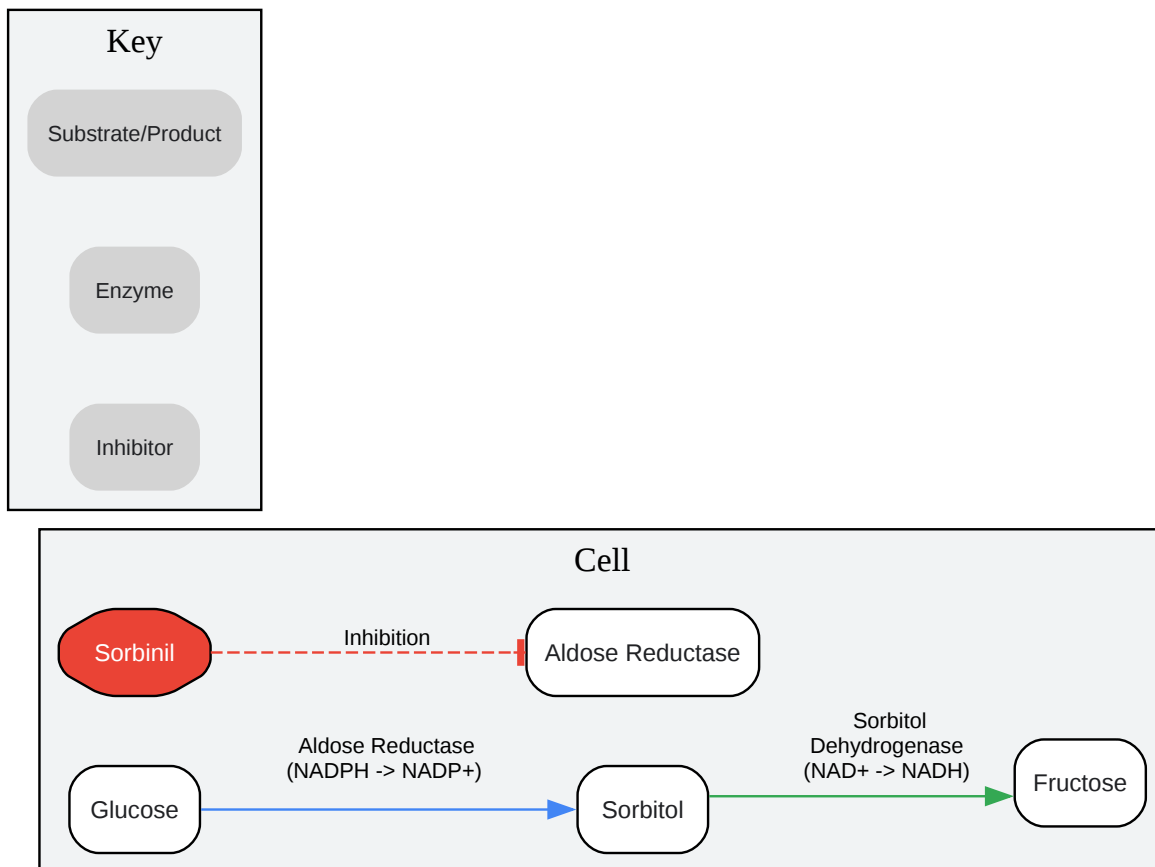 Key
Substrate/Product
Enzyme
Inhibitor
Cell
Sorbinil
Inhibition
Aldose Reductase
Glucose
Aldose Reductase
(NADPH -> NADP+)
Sorbitol
Sorbitol
Dehydrogenase
(NAD+ -> NADH)
Fructose